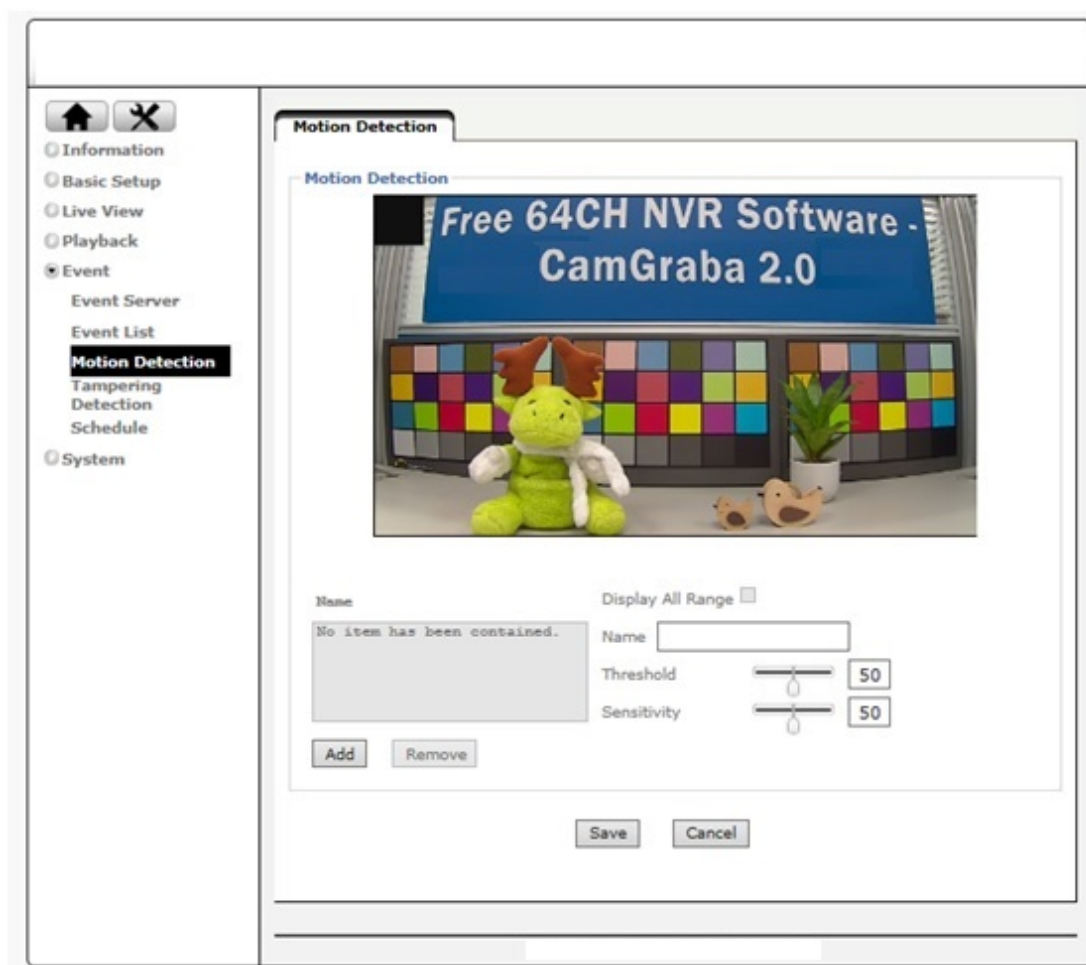 Information
Basic Setup
Live View
Playback
Event
Event Server
Event List
Motion Detection
Tampering
Detection
Schedule
System
Motion Detection
Motion Detection
Free 64CH NVR Software -
CamGraba 2.0
Name
No item has been contained.
Display All Range
Name
Threshold 50
Sensitivity 50
Add Remove
Save Cancel